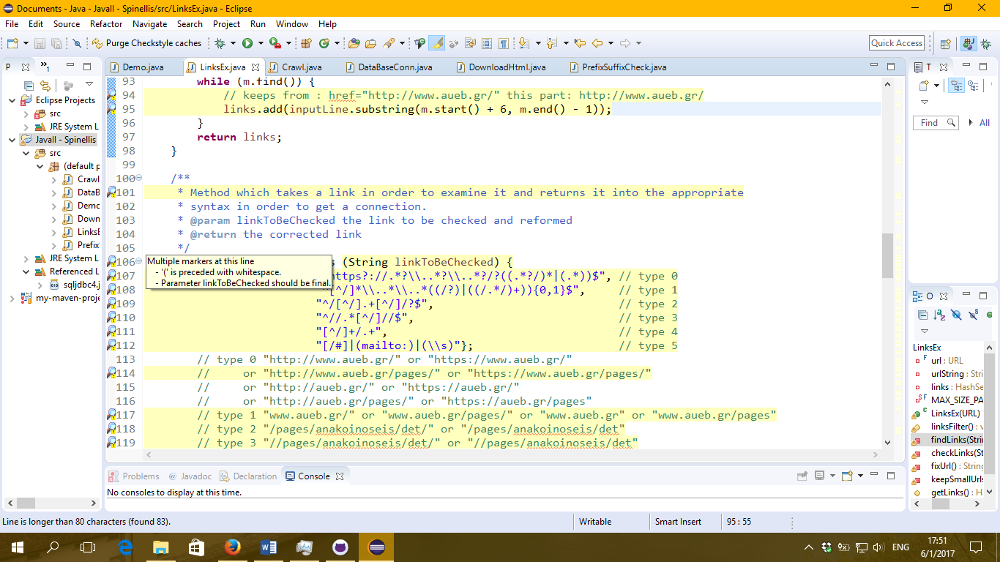 Documents - Java - JavaII - Spinellis/src/LinksEx.java - Eclipse
File Edit Source Refactor Navigate Search Project Run Window Help
Purge Checkstyle caches
Quick Access
P
1
Demo.java
LinksEx.java
Crawl.java
DataBaseConn.java
DownloadHtml.java
PrefixSuffixCheck.java
T
Eclipse Projects
src
JRE System L
JavaII - Spinellis
src
(default p
Crawl
DataB
Demo
Down
LinksE
Prefix
JRE System L
Referenced L
sqljdbc4.j
my-maven-proje
93 while (m.find()) {
94 // keeps from : href="http://www.aueb.gr/" this part: http://www.aueb.gr/
95 links.add(inputLine.substring(m.start() + 6, m.end() - 1));
96 }
97 return links;
98 }
99
100 /**
101 * Method which takes a link in order to examine it and returns it into the appropriate
102 * syntax in order to get a connection.
103 * @param linkToBeChecked the link to be checked and reformed
104 * @return the corrected link
105 */
106 s (String linkToBeChecked) {
Multiple markers at this line
- '(' is preceded with whitespace.
- Parameter linkToBeChecked should be final.
107 https?://.*?\\..*?\\..*?/?((.*?/)*|(.*))$", // type 0
108 [^/]*\\..*\\..*((/?)|((/.*/)+)){0,1}$", // type 1
109 "^/[^/].+[^/]/?$", // type 2
110 "^//.*[^/]//$", // type 3
111 "[^/]+/.+", // type 4
112 "[/#]|(mailto:)|(\\s)"}; // type 5
113 // type 0 "http://www.aueb.gr/" or "https://www.aueb.gr/"
114 // or "http://www.aueb.gr/pages/" or "https://www.aueb.gr/pages/"
115 // or "http://aueb.gr/" or "https://aueb.gr/"
116 // or "http://aueb.gr/pages/" or "https://aueb.gr/pages"
117 // type 1 "www.aueb.gr/" or "www.aueb.gr/pages/" or "www.aueb.gr" or "www.aueb.gr/pages"
118 // type 2 "/pages/anakoinoseis/det/" or "/pages/anakoinoseis/det"
119 // type 3 "//pages/anakoinoseis/det/" or "//pages/anakoinoseis/det"
Find
All
O
LinksEx
url : URL
urlString : Stri
links : HashSe
MAX_SIZE_PA
LinksEx(URL)
linksFilter() : v
findLinks(Strin
checkLinks(St
fixUrl() : String
keepSmallUrls
getLinks() : H
Problems
@ Javadoc
Declaration
Console
No consoles to display at this time.
Line is longer than 80 characters (found 83).
Writable
Smart Insert
95 : 55
ENG
17:51
6/1/2017